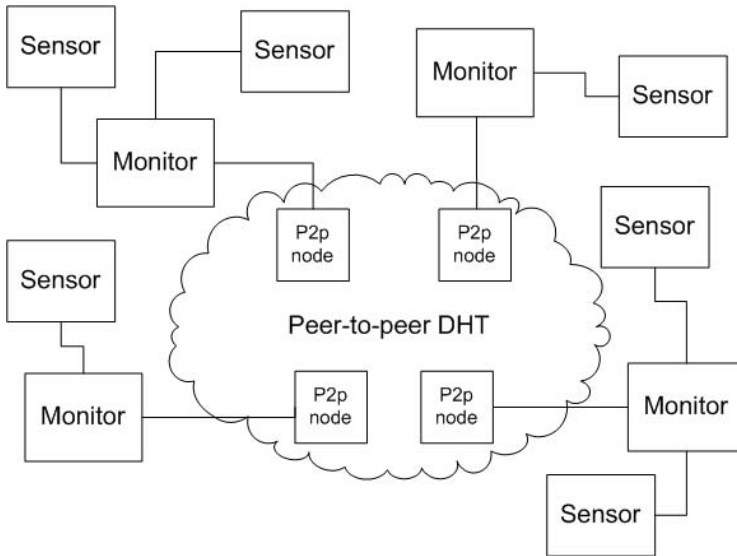 Sensor
Sensor
Monitor
Sensor
Monitor
P2p
node
P2p
node
Sensor
Sensor
Peer-to-peer DHT
P2p
node
P2p
node
Monitor
Monitor
Sensor